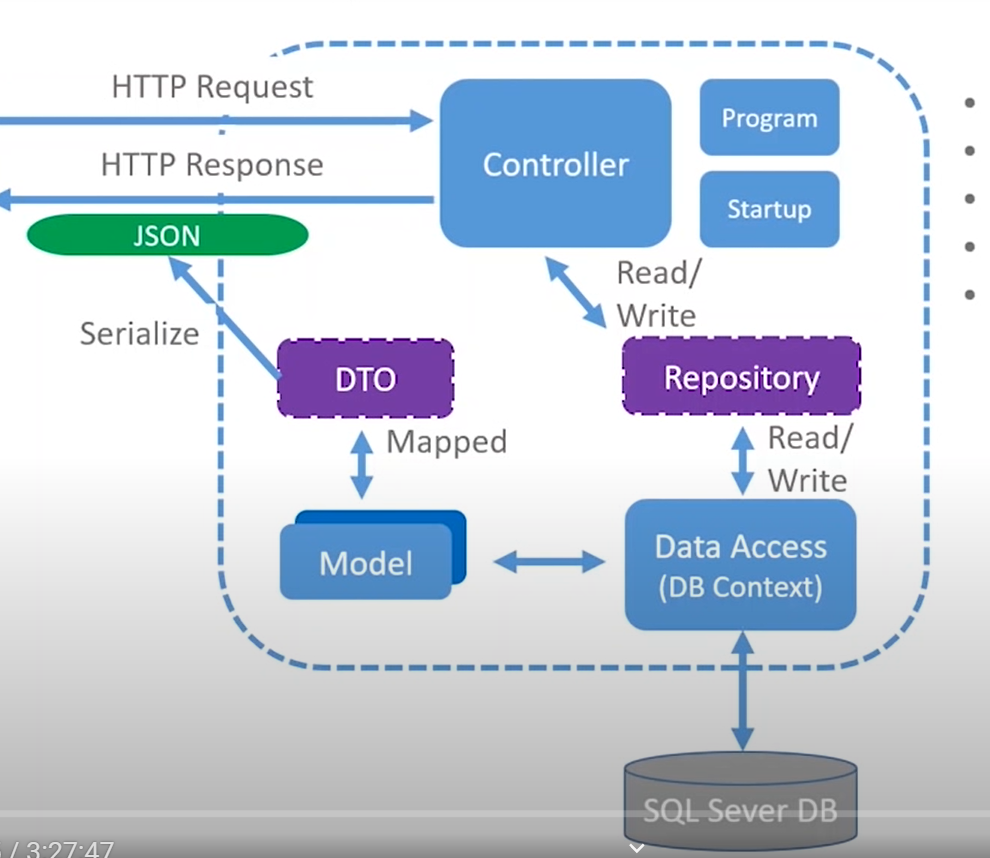 HTTP Request
HTTP Response
JSON
Controller
Program
Startup
Read/
Write
Serialize
DTO
Repository
Mapped
Read/
Write
Model
Data Access
(DB Context)
SQL Sever DB
/ 3:27:47